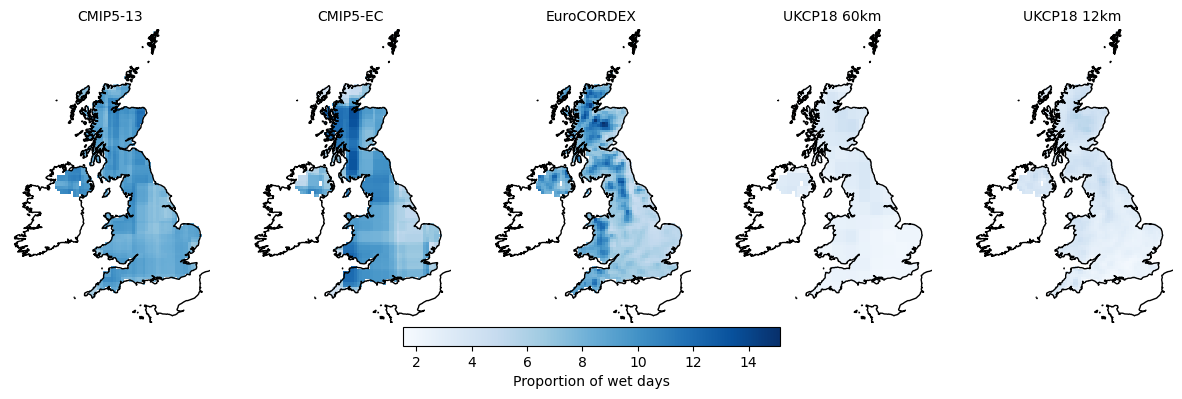 CMIP5-13 CMIP5-EC EuroCORDEX UKCP18 60km UKCP18 12km
2 4 6 8 10 12 14
Proportion of wet days